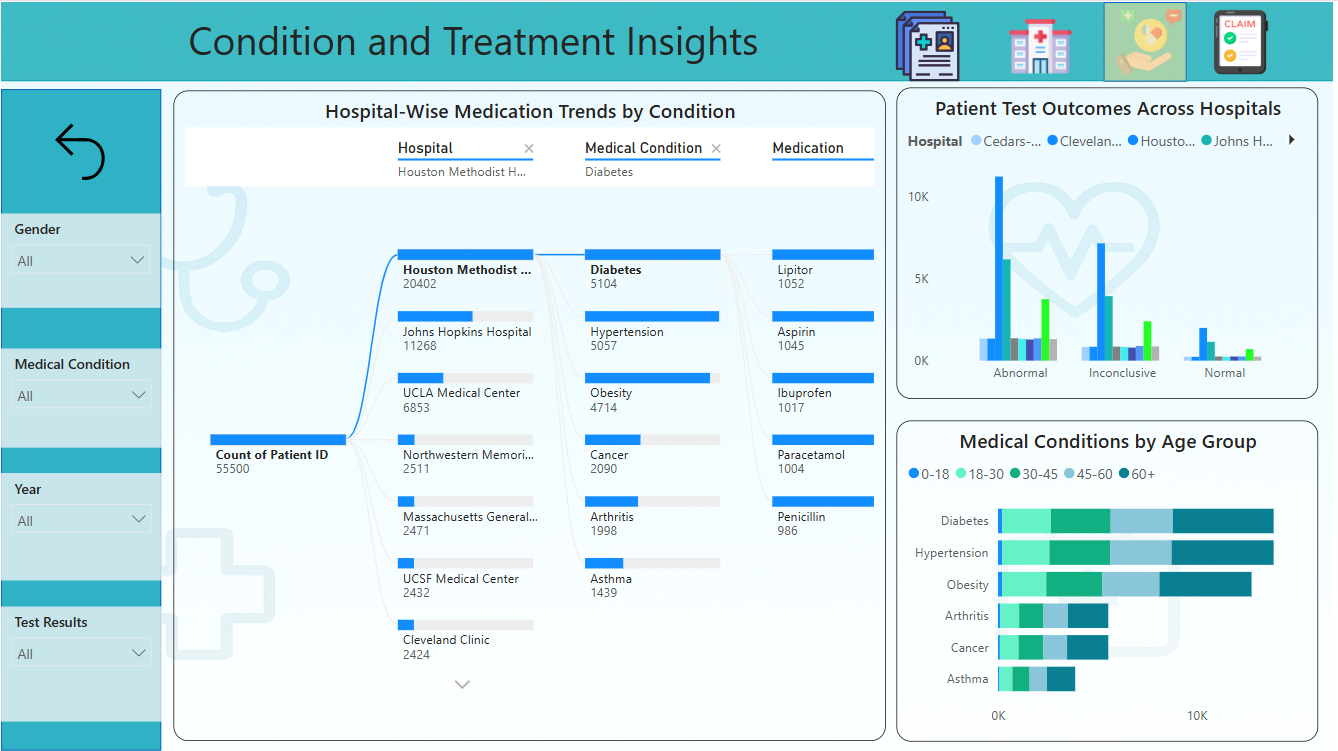 Condition and Treatment Insights
CLAIM
Gender
All
Medical Condition
All
Year
All
Test Results
All
Hospital-Wise Medication Trends by Condition
Hospital
Medical Condition
Medication
Houston Methodist H...
Diabetes
Count of Patient ID
55500
Houston Methodist ...
20402
Johns Hopkins Hospital
11268
UCLA Medical Center
6853
Northwestern Memori...
2511
Massachusetts General...
2471
UCSF Medical Center
2432
Cleveland Clinic
2424
Diabetes
5104
Hypertension
5057
Obesity
4714
Cancer
2090
Arthritis
1998
Asthma
1439
Lipitor
1052
Aspirin
1045
Ibuprofen
1017
Paracetamol
1004
Penicillin
986
Patient Test Outcomes Across Hospitals
Hospital Cedars-... Clevelan... Housto... Johns H...
10K
5K
0K
Abnormal Inconclusive Normal
Medical Conditions by Age Group
0-18 18-30 30-45 45-60 60+
Diabetes
Hypertension
Obesity
Arthritis
Cancer
Asthma
0K 10K